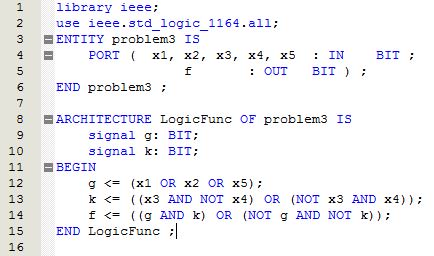 1 library ieee;
2 use ieee.std_logic_1164.all;
3 ENTITY problem3 IS
4 PORT ( x1, x2, x3, x4, x5 : IN BIT ;
5 f : OUT BIT ) ;
6 END problem3 ;
7
8 ARCHITECTURE LogicFunc OF problem3 IS
9 signal g: BIT;
10 signal k: BIT;
11 BEGIN
12 g <= (x1 OR x2 OR x5);
13 k <= ((x3 AND NOT x4) OR (NOT x3 AND x4));
14 f <= ((g AND k) OR (NOT g AND NOT k));
15 END LogicFunc ;
16